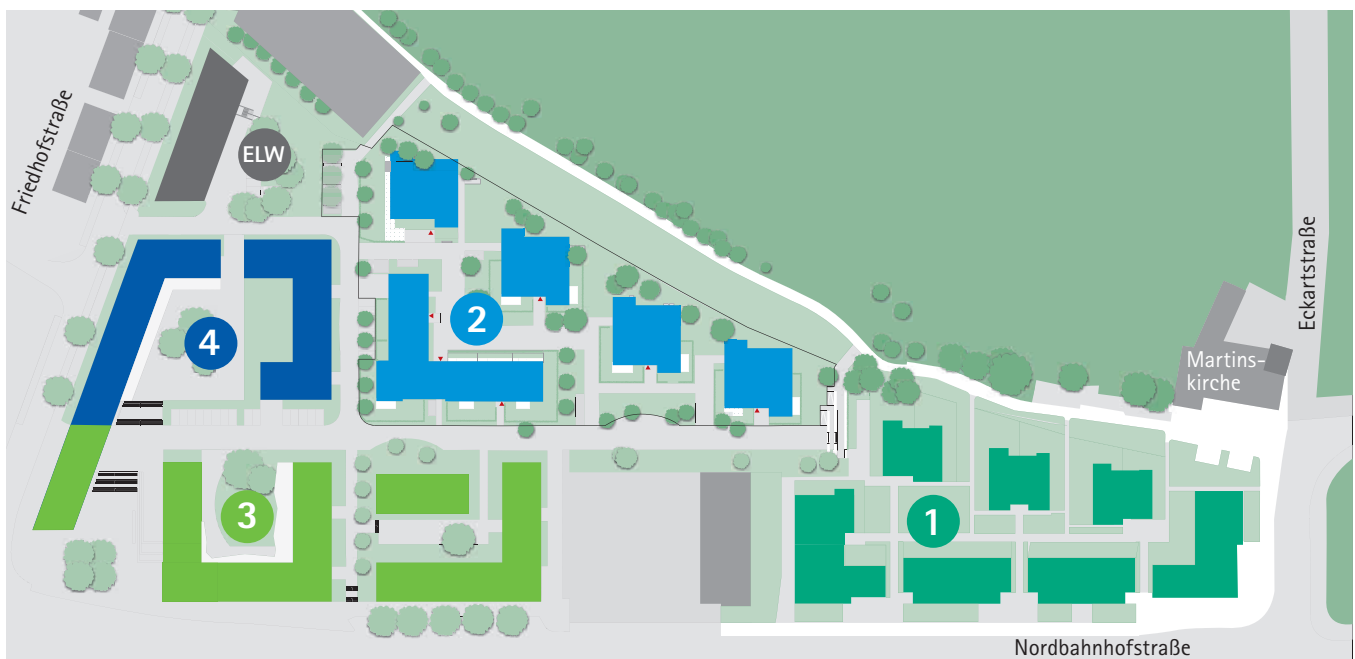 Friedhofstraße
ELW
Eckartstraße
4
2
Martins-
kirche
3
1
Nordbahnhofstraße